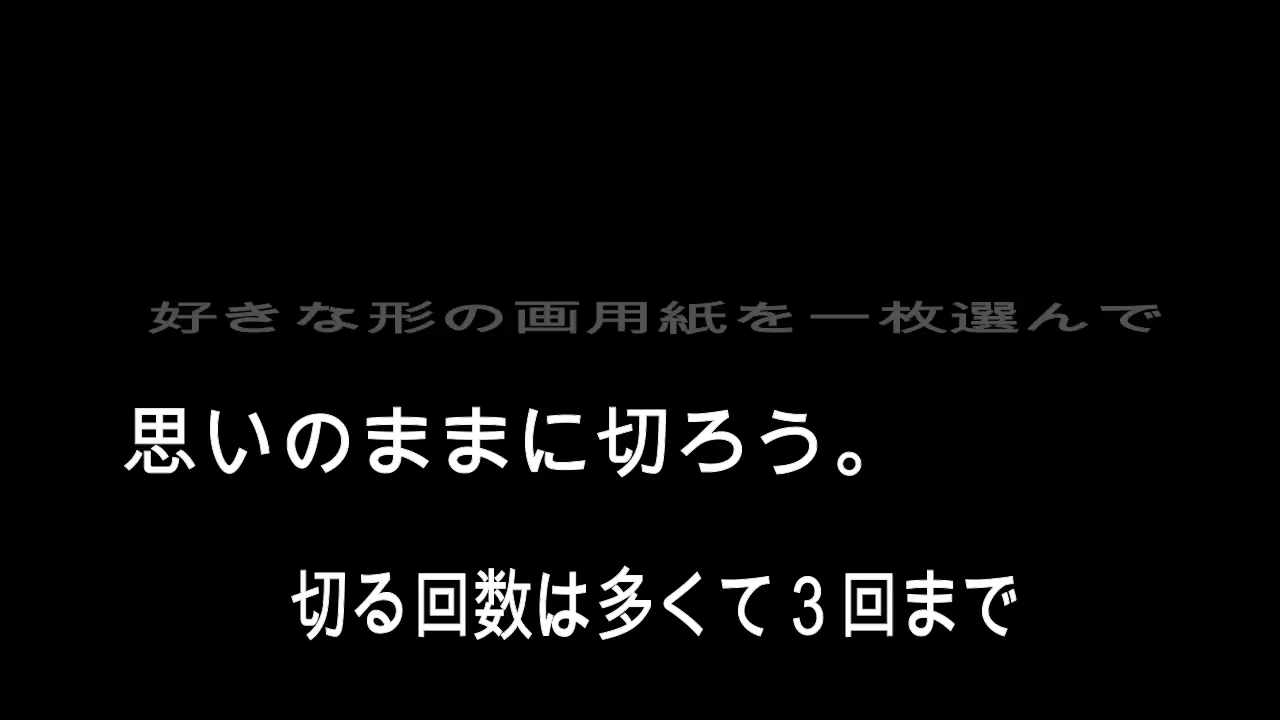 好きな形の画用紙を一枚選んで
思いのままに切ろう。
切る回数は多くて3回まで